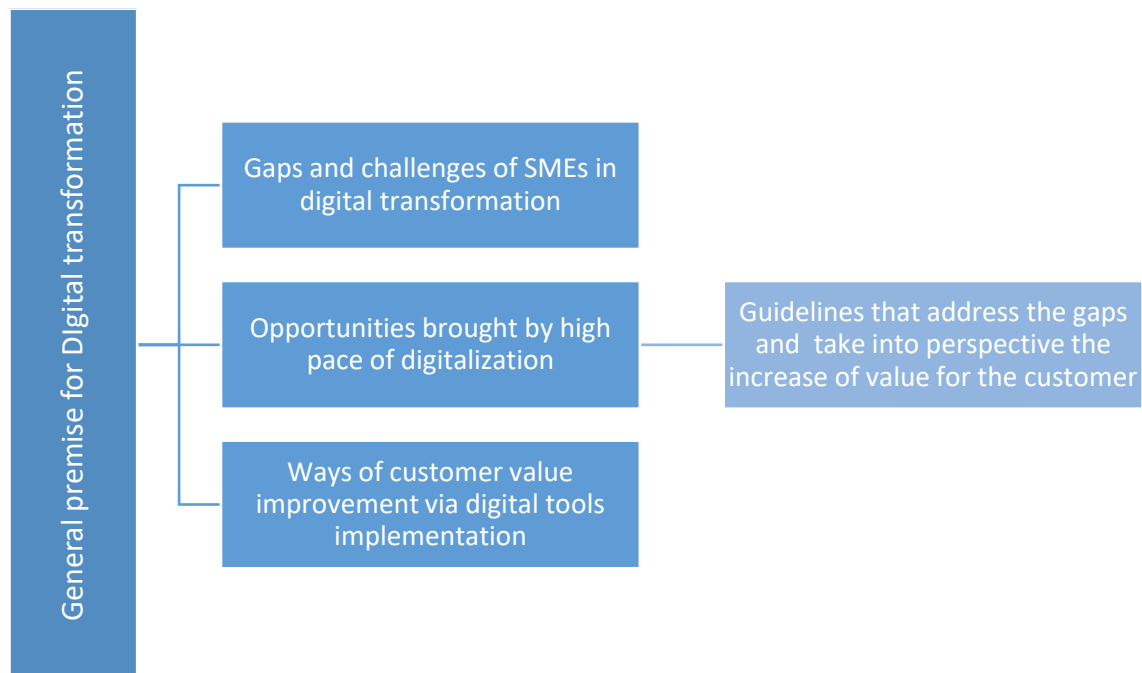 General premise for DIgital transformation
Gaps and challenges of SMEs in
digital transformation
Opportunities brought by high
pace of digitalization
Guidelines that address the gaps
and  take into perspective the
increase of value for the customer
Ways of customer value
improvement via digital tools
implementation